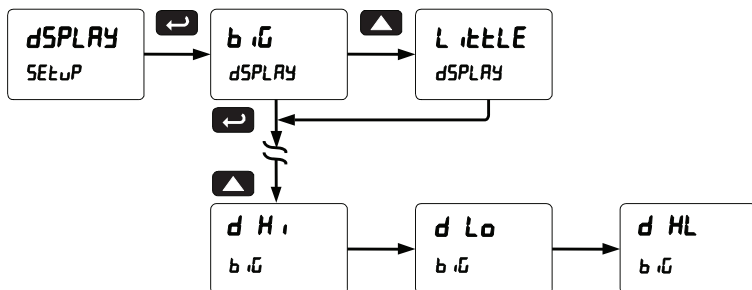 dSPLAY
SEtuP
biG
dSPLAY
LittLE
dSPLAY
d Hi
biG
d Lo
biG
d HL
biG